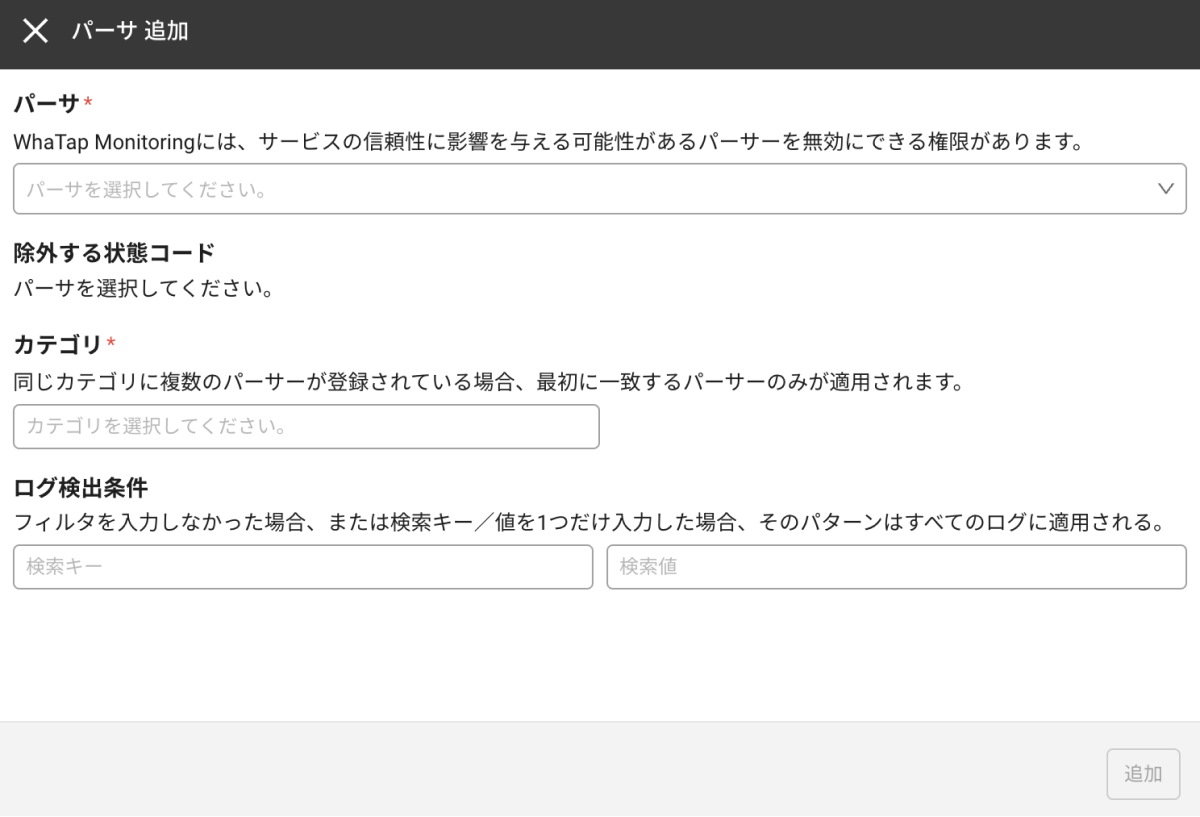 パーサ 追加
パーサ*
WhaTap Monitoringには、サービスの信頼性に影響を与える可能性があるパーサーを無効にできる権限があります。
パーサを選択してください。
除外する状態コード
パーサを選択してください。
カテゴリ*
同じカテゴリに複数のパーサーが登録されている場合、最初に一致するパーサーのみが適用されます。
カテゴリを選択してください。
ログ検出条件
フィルタを入力しなかった場合、または検索キー／値を1つだけ入力した場合、そのパターンはすべてのログに適用される。
検索キー 検索値
追加